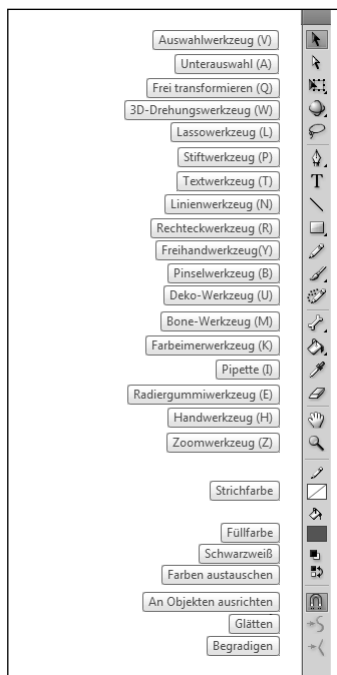 Auswahlwerkzeug (V)
Unterauswahl (A)
Frei transformieren (Q)
3D-Drehungswerkzeug (W)
Lassowerkzeug (L)
Stiftwerkzeug (P)
Textwerkzeug (T)
Linienwerkzeug (N)
Rechteckwerkzeug (R)
Freihandwerkzeug(Y)
Pinselwerkzeug (B)
Deko-Werkzeug (U)
Bone-Werkzeug (M)
Farbeimerwerkzeug (K)
Pipette (I)
Radiergummiwerkzeug (E)
Handwerkzeug (H)
Zoomwerkzeug (Z)
Strichfarbe
Füllfarbe
Schwarzweiß
Farben austauschen
An Objekten ausrichten
Glätten
Begradigen